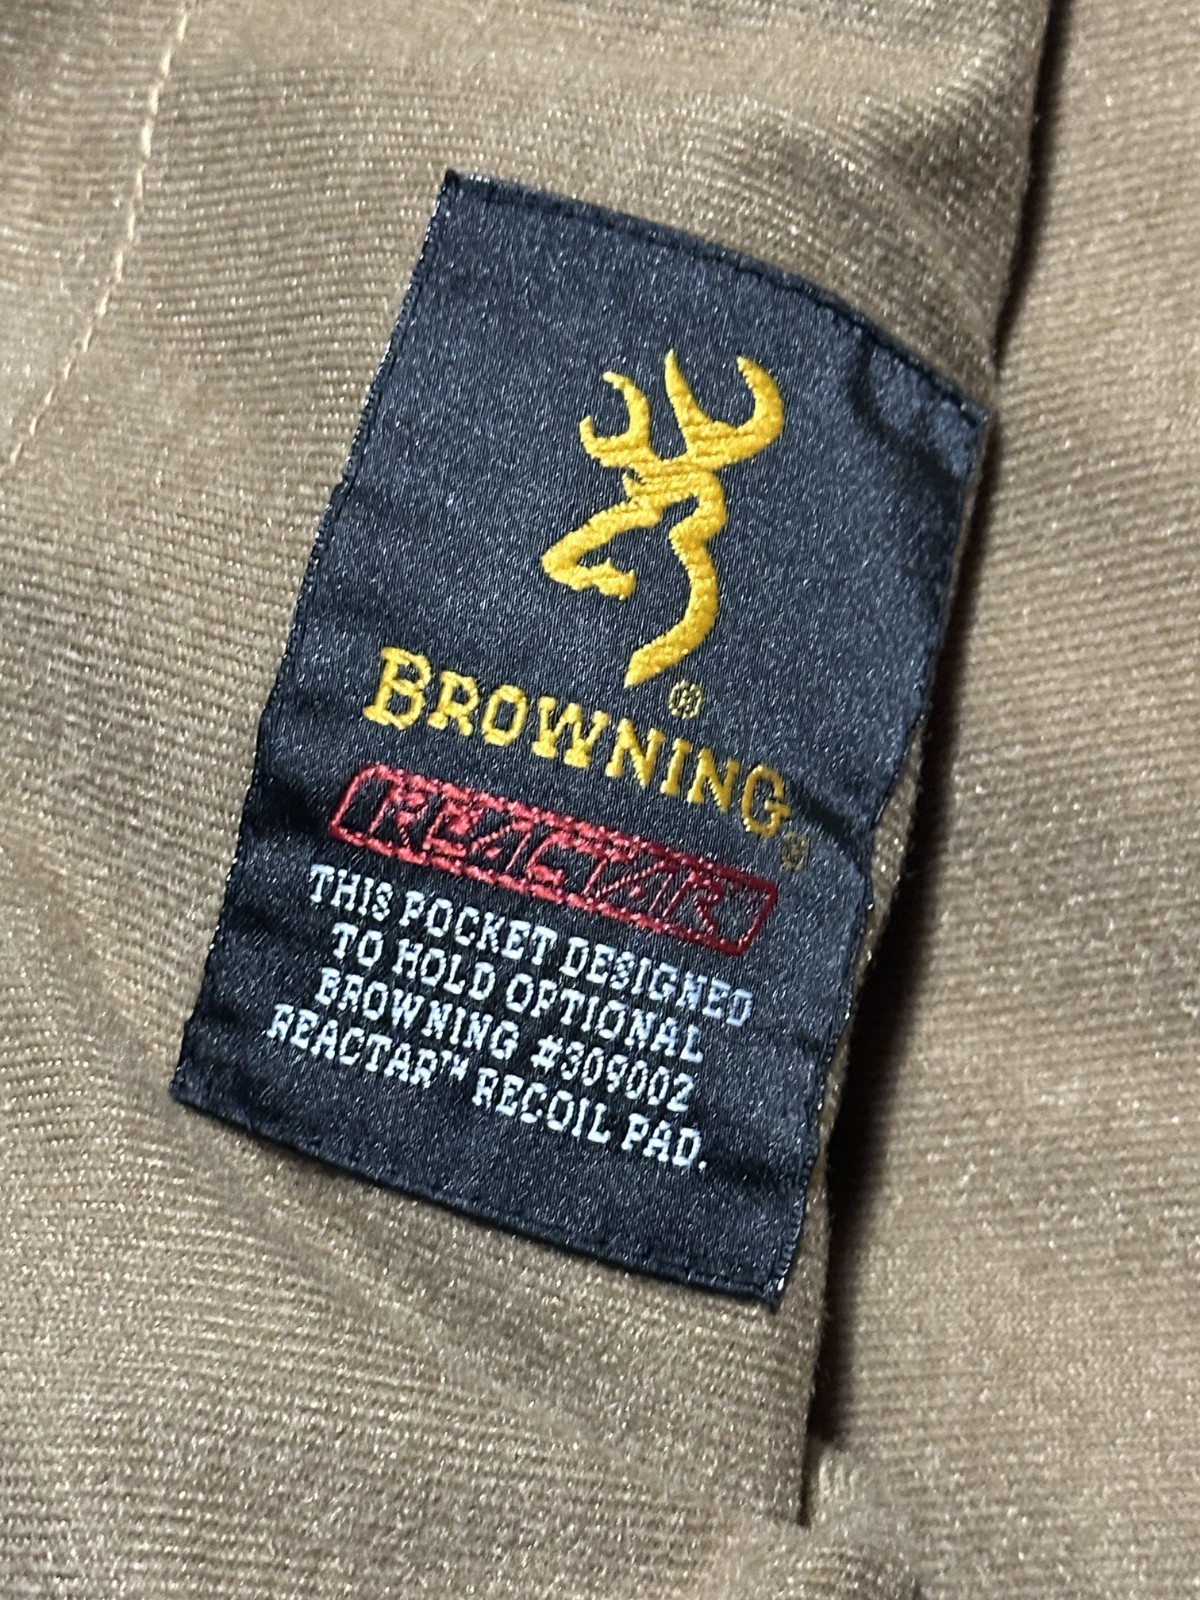 ®
BROWNING®
REACTAR
THIS POCKET DESIGNED
TO HOLD OPTIONAL
BROWNING #309002
REACTAR™ RECOIL PAD.